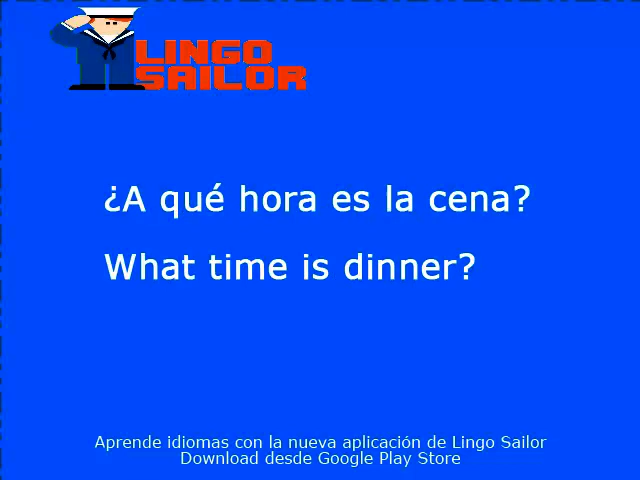 LINGO
SAILOR
¿A qué hora es la cena?
What time is dinner?
Aprende idiomas con la nueva aplicación de Lingo Sailor
Download desde Google Play Store